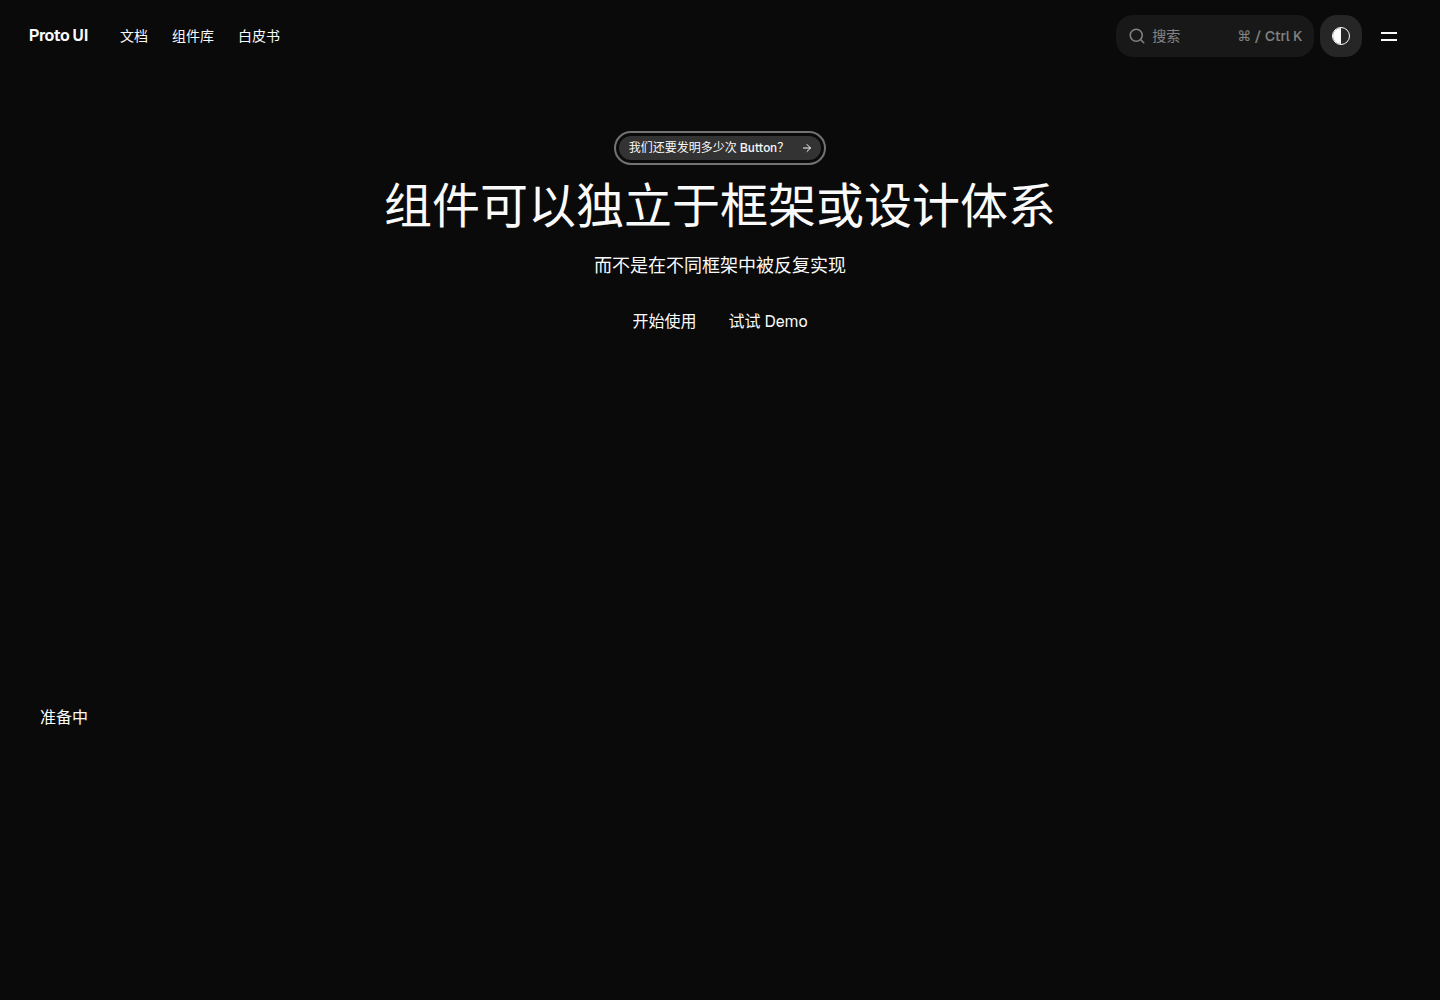 Proto UI 文档 组件库 白皮书 搜索 ⌘ / Ctrl K
我们还要发明多少次 Button? →
组件可以独立于框架或设计体系
而不是在不同框架中被反复实现
开始使用 试试 Demo
准备中